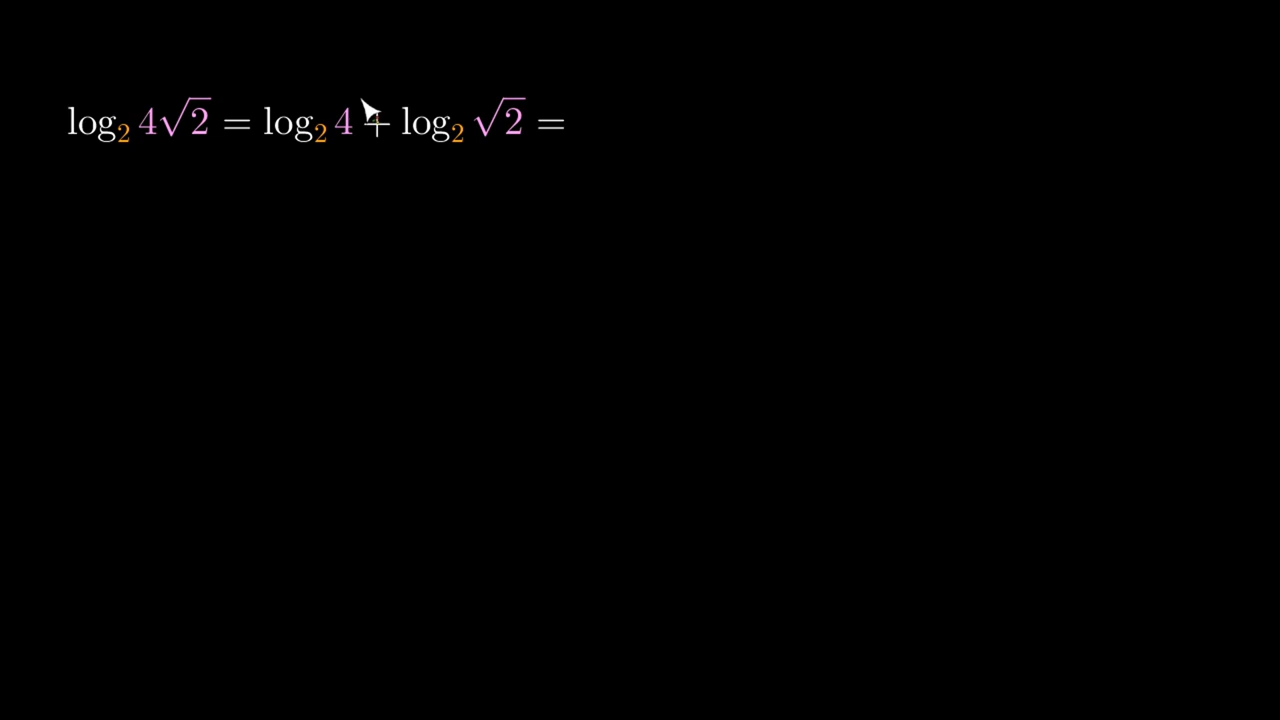 log₂ 4√2 = log₂ 4 + log₂ √2 =